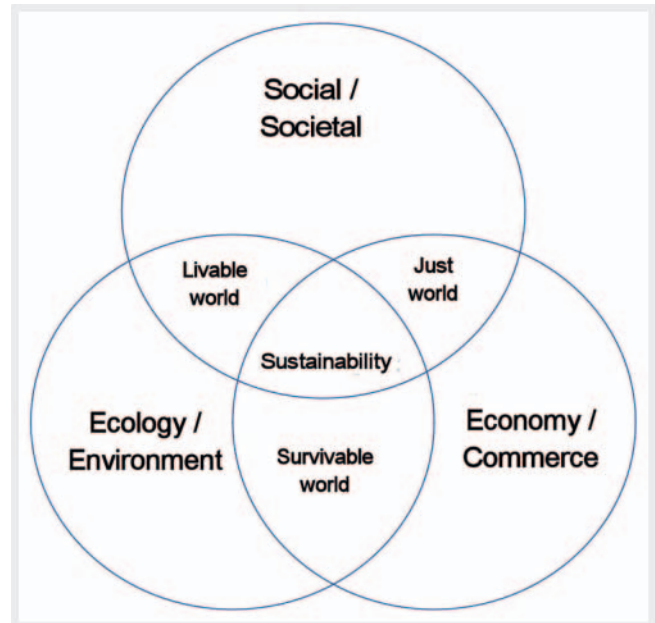 Social /
Societal
Livable
world
Just
world
Sustainability
Ecology /
Environment
Economy /
Commerce
Survivable
world